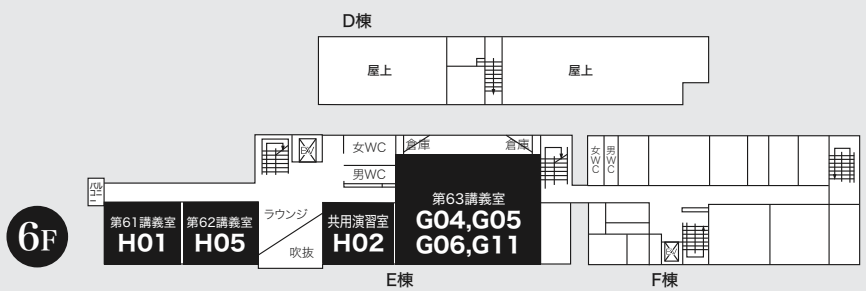 D棟
屋上
屋上
女WC
倉庫
倉庫
女WC
男WC
EV
男WC
バルコニー
6F
第61講義室
H01
第62講義室
H05
ラウンジ
吹抜
共用演習室
H02
第63講義室
G04,G05
G06,G11
EV
E棟
F棟